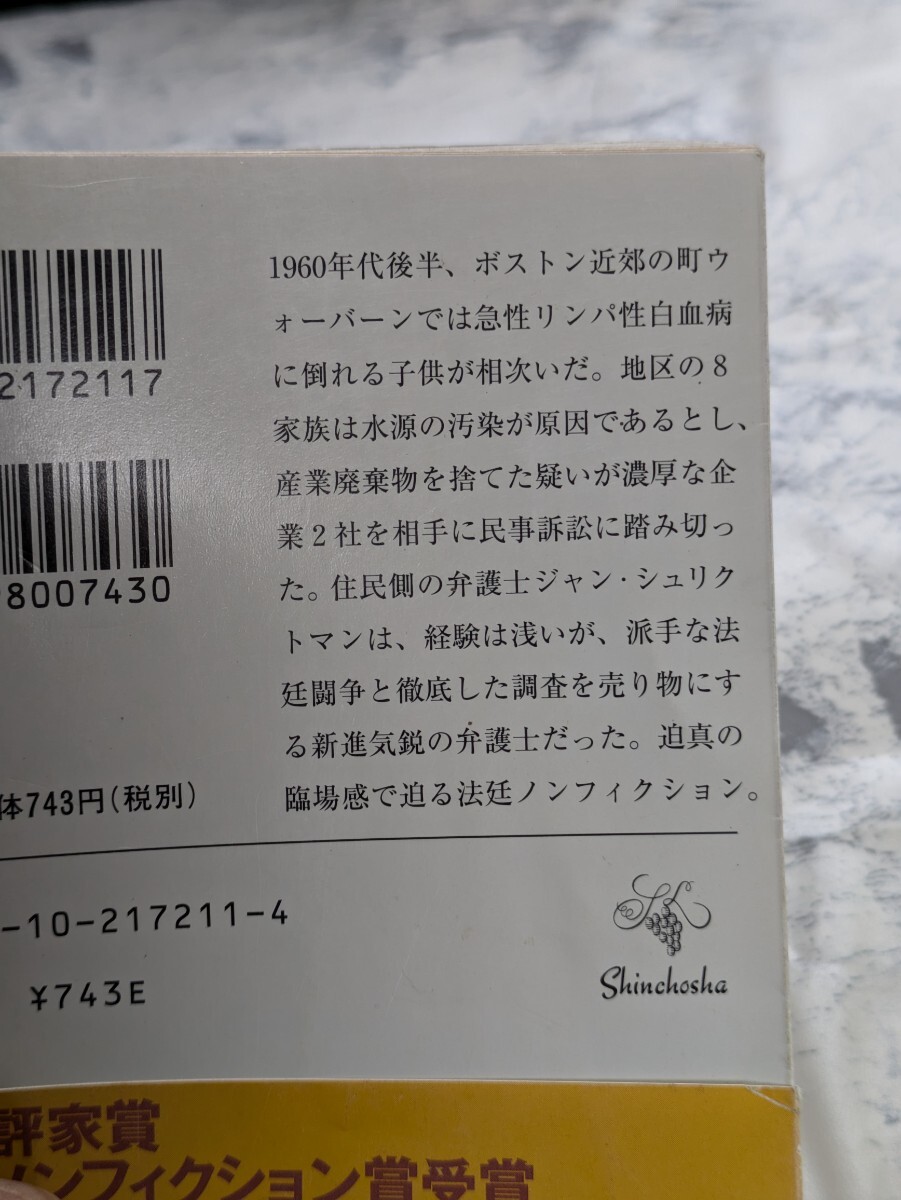 1960年代後半、ボストン近郊の町ウ
ォーバーンでは急性リンパ性白血病
に倒れる子供が相次いだ。地区の8
家族は水源の汚染が原因であるとし、
産業廃棄物を捨てた疑いが濃厚な企
業2社を相手に民事訴訟に踏み切っ
た。住民側の弁護士ジャン・シュリク
トマンは、経験は浅いが、派手な法
廷闘争と徹底した調査を売り物にす
る新進気鋭の弁護士だった。迫真の
臨場感で迫る法廷ノンフィクション。
2172117
8007430
体743円(税別)
-10-217211-4
¥743E
Shinchosha
評家賞
ノンフィクション賞受賞